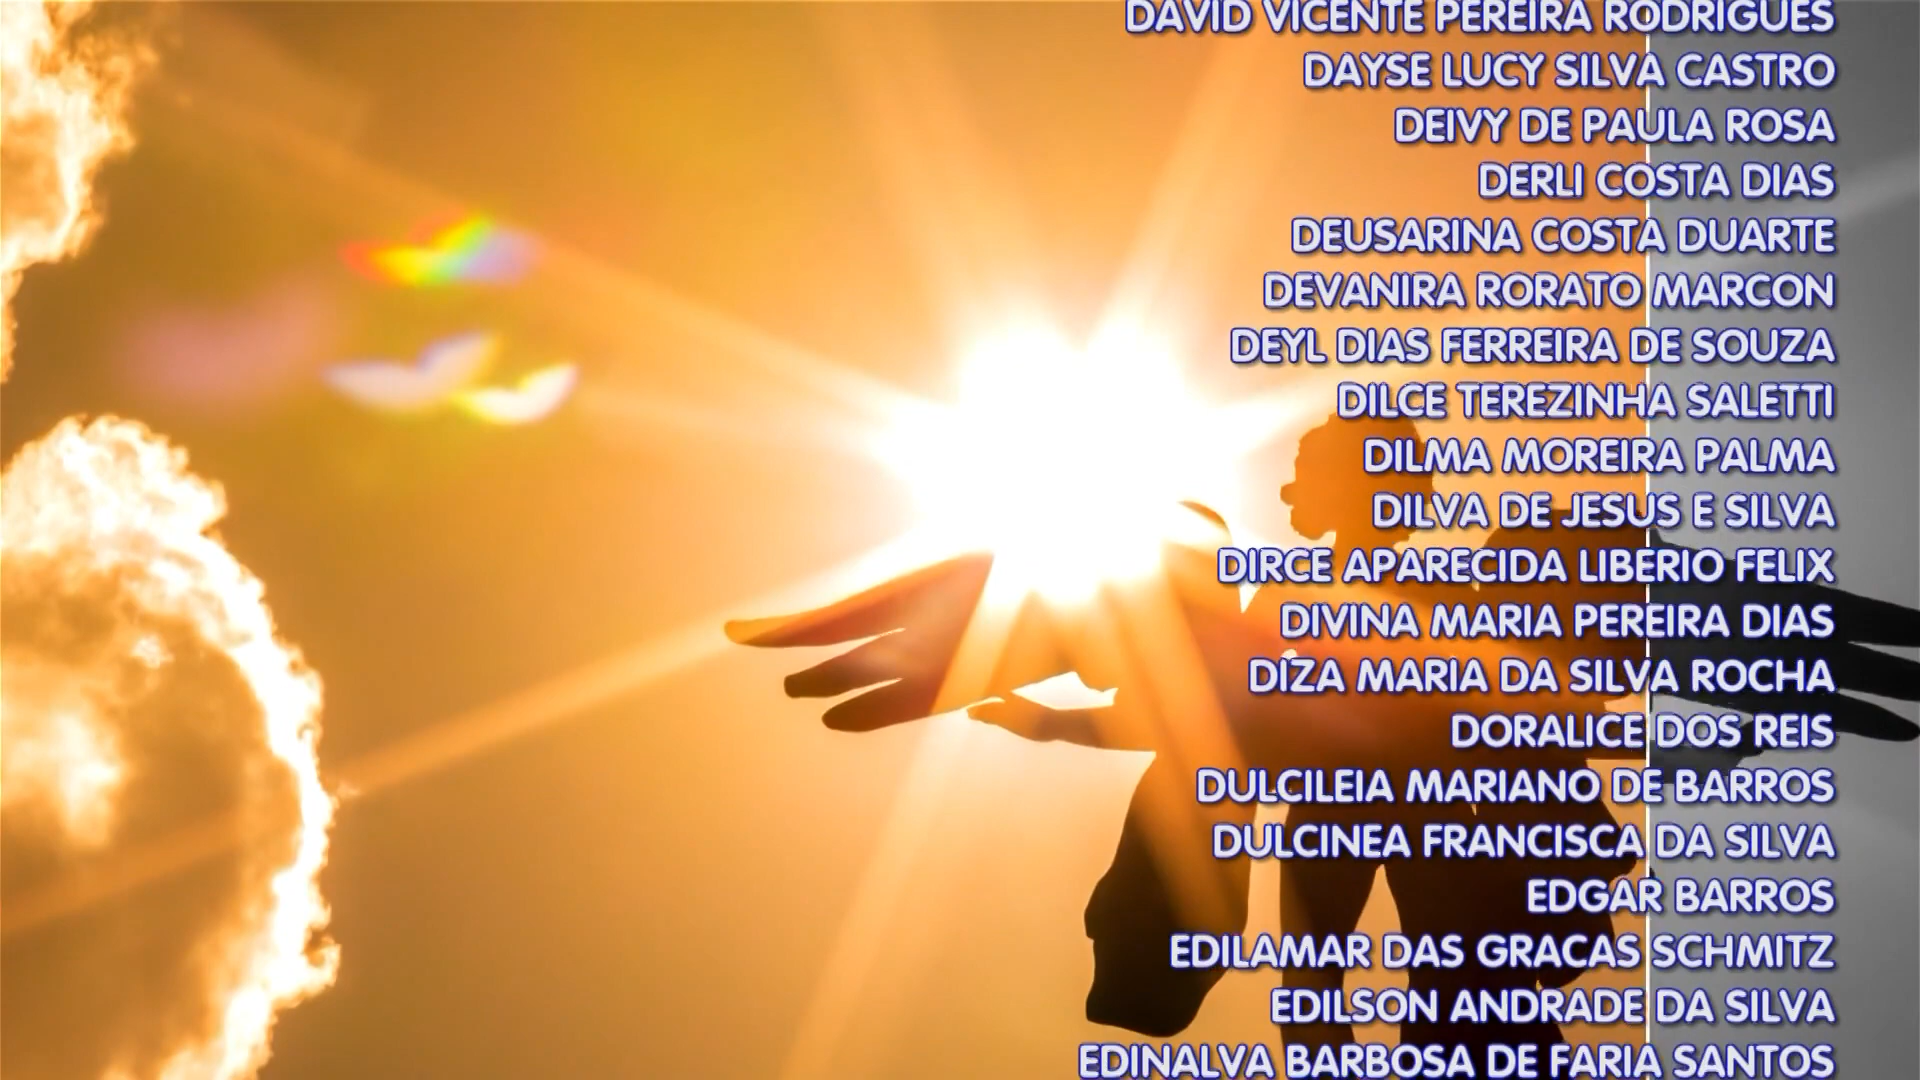 DAVID VICENTE PEREIRA RODRIGUES
DAYSE LUCY SILVA CASTRO
DEIVY DE PAULA ROSA
DERLI COSTA DIAS
DEUSARINA COSTA DUARTE
DEVANIRA RORATO MARCON
DEYL DIAS FERREIRA DE SOUZA
DILCE TEREZINHA SALETTI
DILMA MOREIRA PALMA
DILVA DE JESUS E SILVA
DIRCE APARECIDA LIBERIO FELIX
DIVINA MARIA PEREIRA DIAS
DIZA MARIA DA SILVA ROCHA
DORALICE DOS REIS
DULCILEIA MARIANO DE BARROS
DULCINEA FRANCISCA DA SILVA
EDGAR BARROS
EDILAMAR DAS GRACAS SCHMITZ
EDILSON ANDRADE DA SILVA
EDINALVA BARBOSA DE FARIA SANTOS